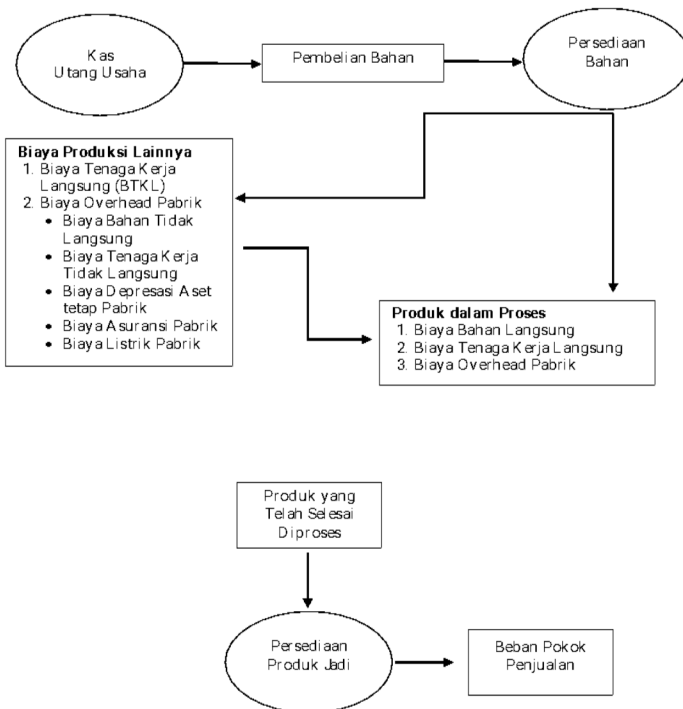 Kas
Utang Usaha
Pembelian Bahan
Persediaan
Bahan
Biaya Produksi Lainnya
1. Biaya Tenaga Kerja
Langsung (BTKL)
2. Biaya Overhead Pabrik
• Biaya Bahan Tidak
Langsung
• Biaya Tenaga Kerja
Tidak Langsung
• Biaya Depresasi Aset
tetap Pabrik
• Biaya Asuransi Pabrik
• Biaya Listrik Pabrik
Produk dalam Proses
1. Biaya Bahan Langsung
2. Biaya Tenaga Kerja Langsung
3. Biaya Overhead Pabrik
Produk yang
Telah Selesai
Diproses
Persediaan
Produk Jadi
Beban Pokok
Penjualan